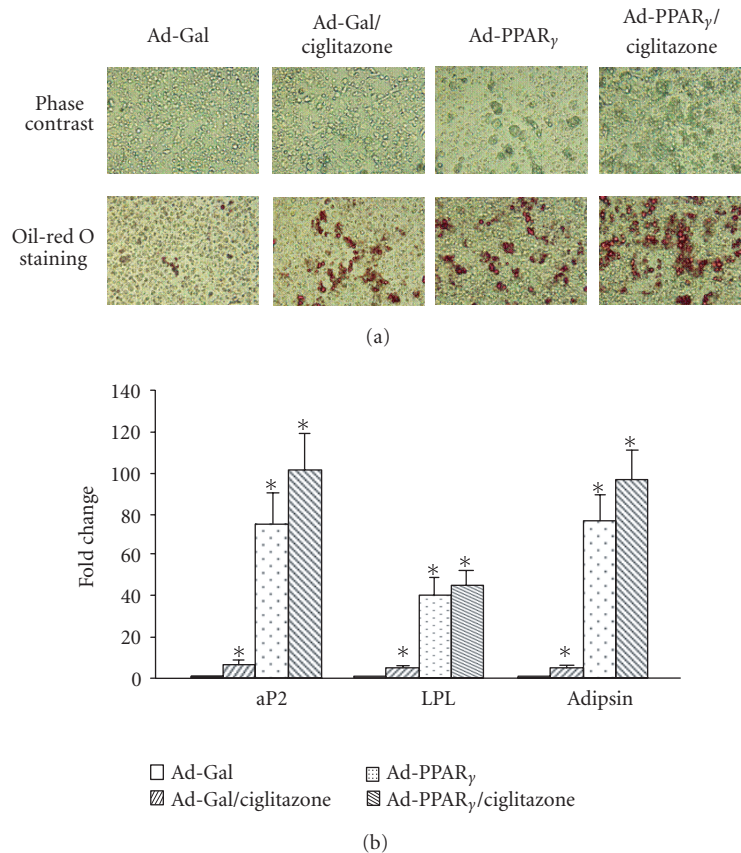 Ad-Gal
Ad-Gal/
ciglitazone
Ad-PPARγ
Ad-PPARγ/
ciglitazone
Phase
contrast
Oil-red O
staining
(a)
140
120
100
80
60
40
20
0
Fold change
*
*
*
*
*
*
*
*
*
aP2
LPL
Adipsin
Ad-Gal
Ad-PPARγ
Ad-Gal/ciglitazone
Ad-PPARγ/ciglitazone
(b)